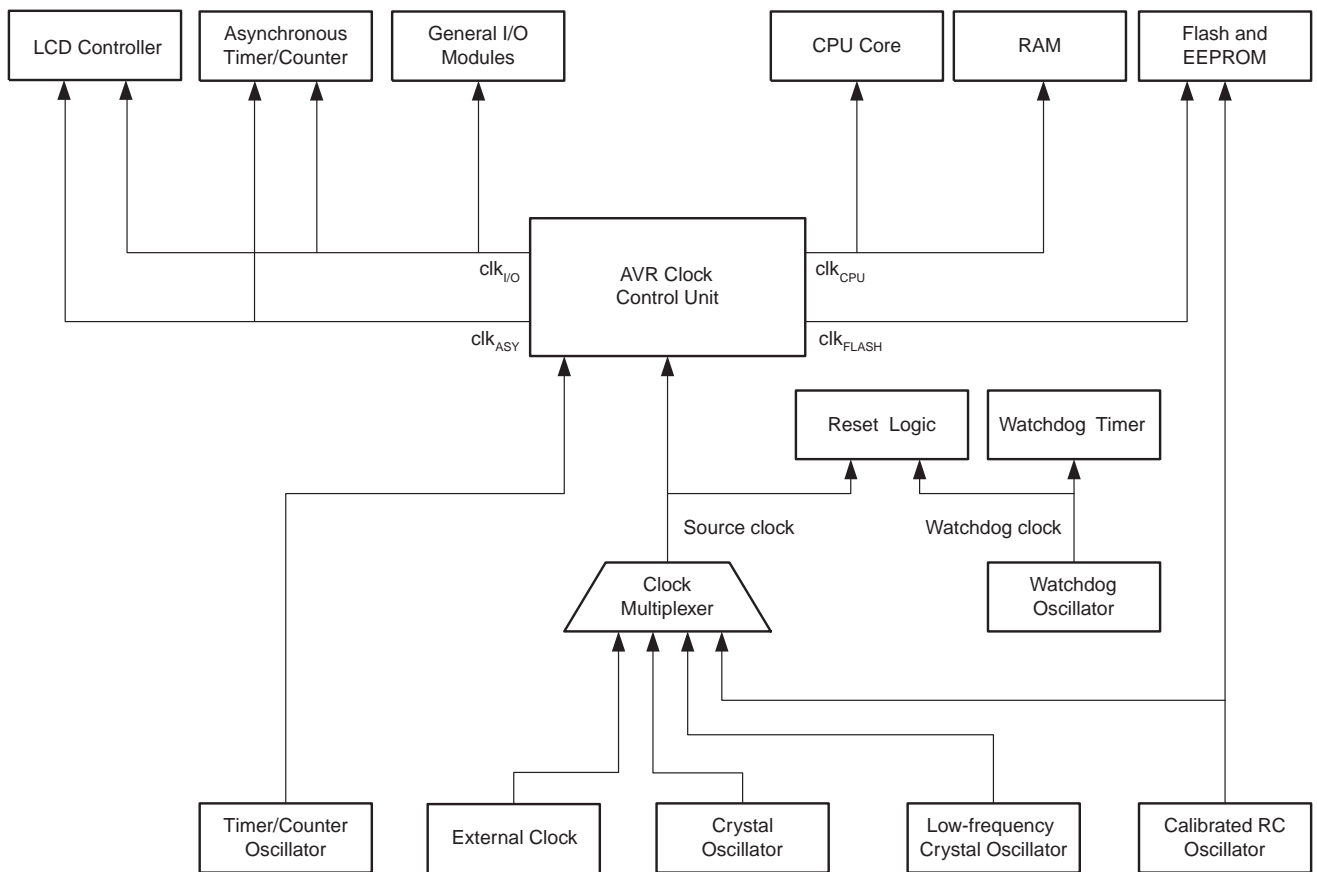 LCD Controller
Asynchronous
Timer/Counter
General I/O
Modules
CPU Core
RAM
Flash and
EEPROM
clkI/O
AVR Clock
Control Unit
clkCPU
clkASY
clkFLASH
Reset Logic
Watchdog Timer
Source clock
Watchdog clock
Clock
Multiplexer
Watchdog
Oscillator
Timer/Counter
Oscillator
External Clock
Crystal
Oscillator
Low-frequency
Crystal Oscillator
Calibrated RC
Oscillator